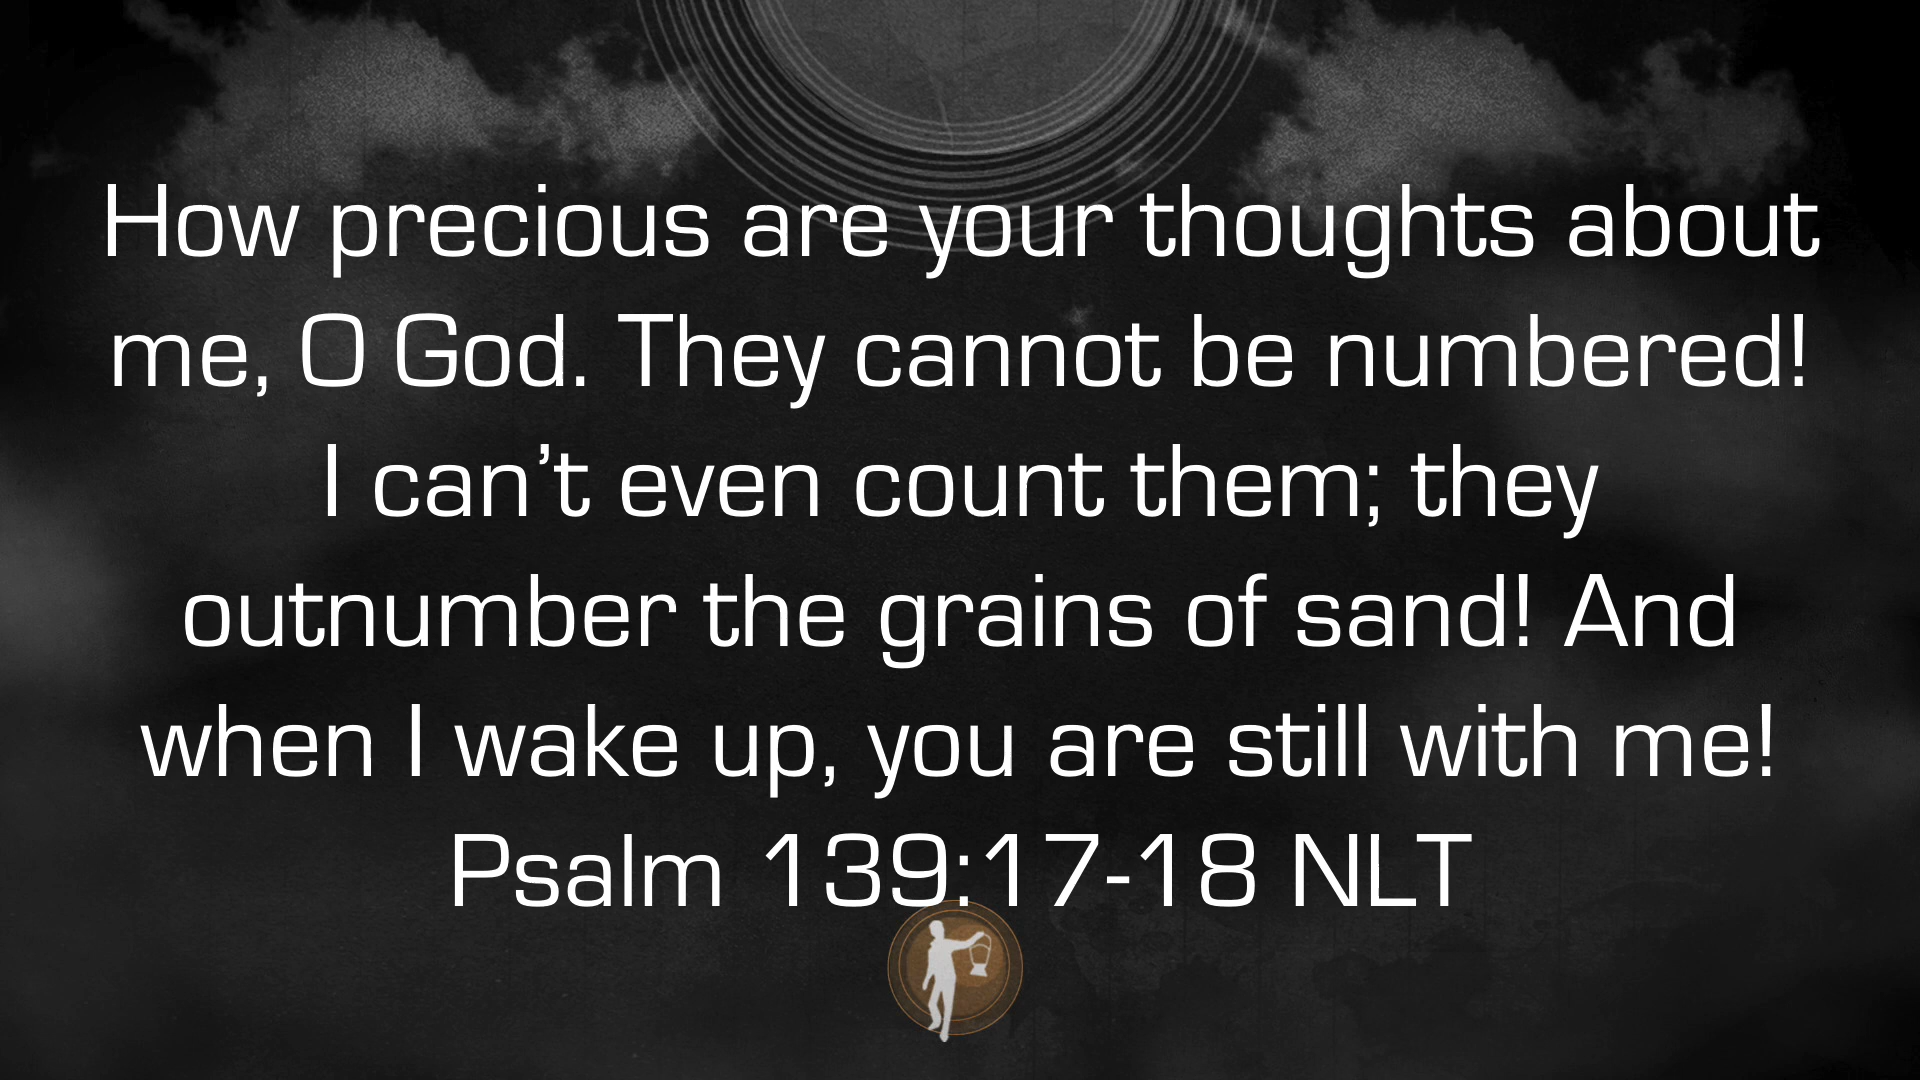 How precious are your thoughts about
me, O God. They cannot be numbered!
I can’t even count them; they
outnumber the grains of sand! And
when I wake up, you are still with me!
Psalm 139:17-18 NLT